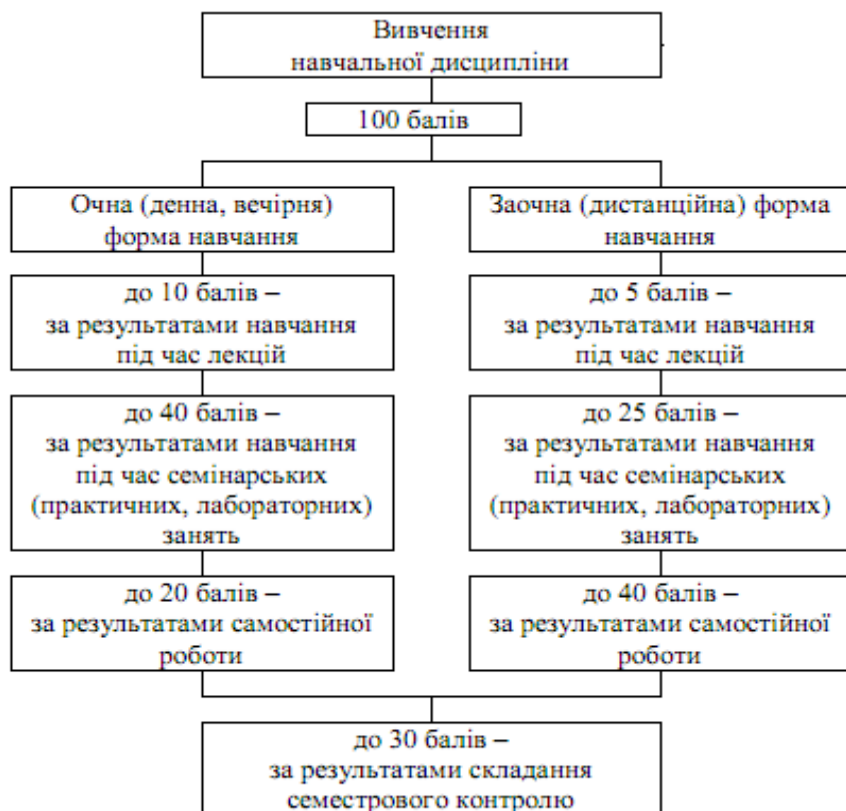 Вивчення
навчальної дисципліни
100 балів
Очна (денна, вечірня)
форма навчання
Заочна (дистанційна) форма
навчання
до 10 балів –
за результатами навчання
під час лекцій
до 5 балів –
за результатами навчання
під час лекцій
до 40 балів –
за результатами навчання
під час семінарських
(практичних, лабораторних)
занять
до 25 балів –
за результатами навчання
під час семінарських
(практичних, лабораторних)
занять
до 20 балів –
за результатами самостійної
роботи
до 40 балів –
за результатами самостійної
роботи
до 30 балів –
за результатами складання
семестрового контролю